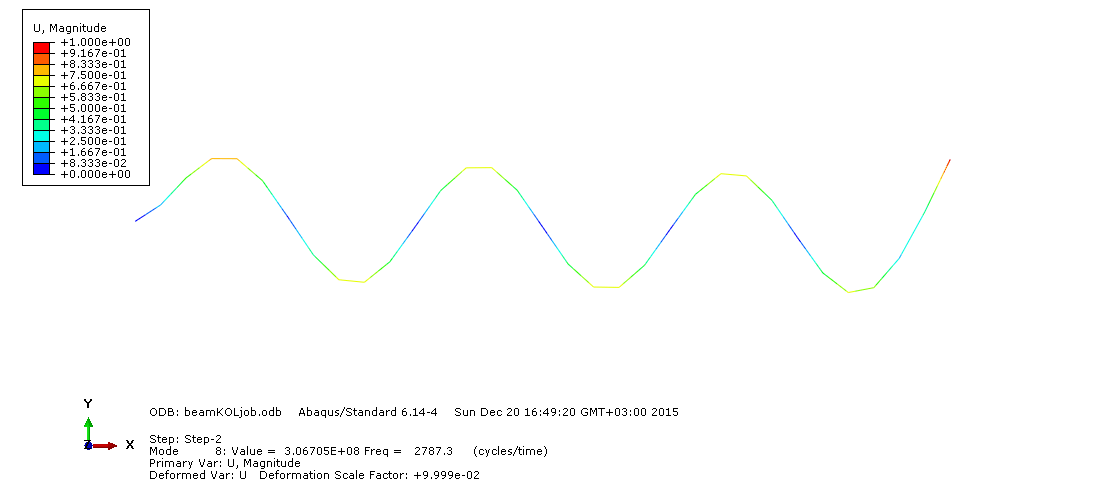 U, Magnitude
+1.000e+00
+9.167e-01
+8.333e-01
+7.500e-01
+6.667e-01
+5.833e-01
+5.000e-01
+4.167e-01
+3.333e-01
+2.500e-01
+1.667e-01
+8.333e-02
+0.000e+00
Y
Z
X
ODB: beamKOLjob.odb    Abaqus/Standard 6.14-4    Sun Dec 20 16:49:20 GMT+03:00 2015
Step: Step-2
Mode         8: Value =  3.06705E+08 Freq =   2787.3     (cycles/time)
Primary Var: U, Magnitude
Deformed Var: U   Deformation Scale Factor: +9.999e-02